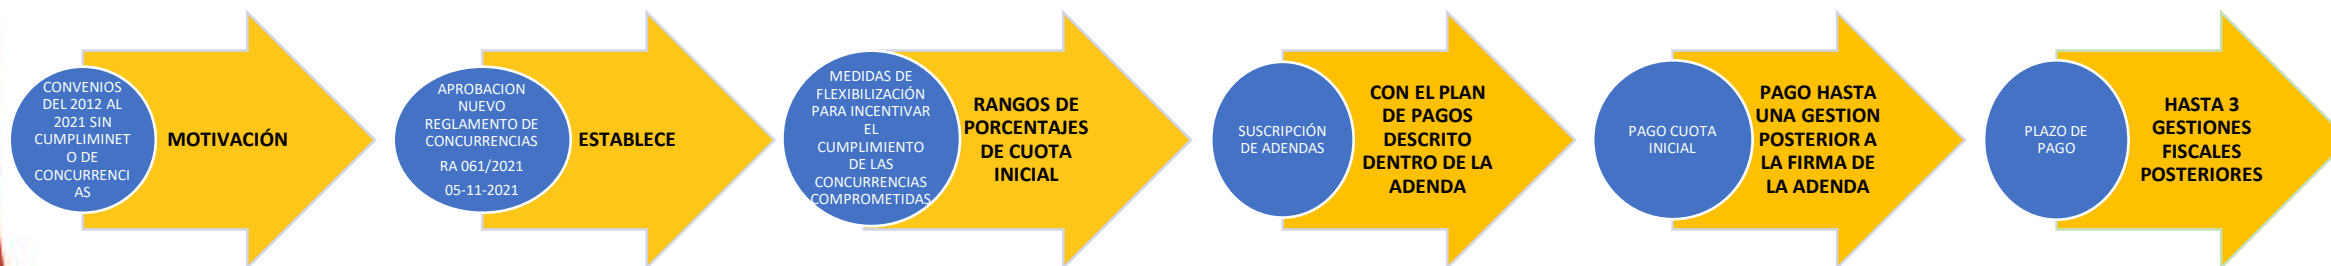 CONVENIOS
DEL 2012 AL
2021 SIN
CUMPLIMINET
O DE
CONCURRENCI
AS
MOTIVACIÓN
APROBACION
NUEVO
REGLAMENTO DE
CONCURRENCIAS
RA 061/2021
05-11-2021
ESTABLECE
MEDIDAS DE
FLEXIBILIZACIÓN
PARA INCENTIVAR
EL
CUMPLIMIENTO
DE LAS
CONCURRENCIAS
COMPROMETIDAS
RANGOS DE
PORCENTAJES
DE CUOTA
INICIAL
SUSCRIPCIÓN
DE ADENDAS
CON EL PLAN
DE PAGOS
DESCRITO
DENTRO DE LA
ADENDA
PAGO CUOTA
INICIAL
PAGO HASTA
UNA GESTION
POSTERIOR A
LA FIRMA DE
LA ADENDA
PLAZO DE
PAGO
HASTA 3
GESTIONES
FISCALES
POSTERIORES